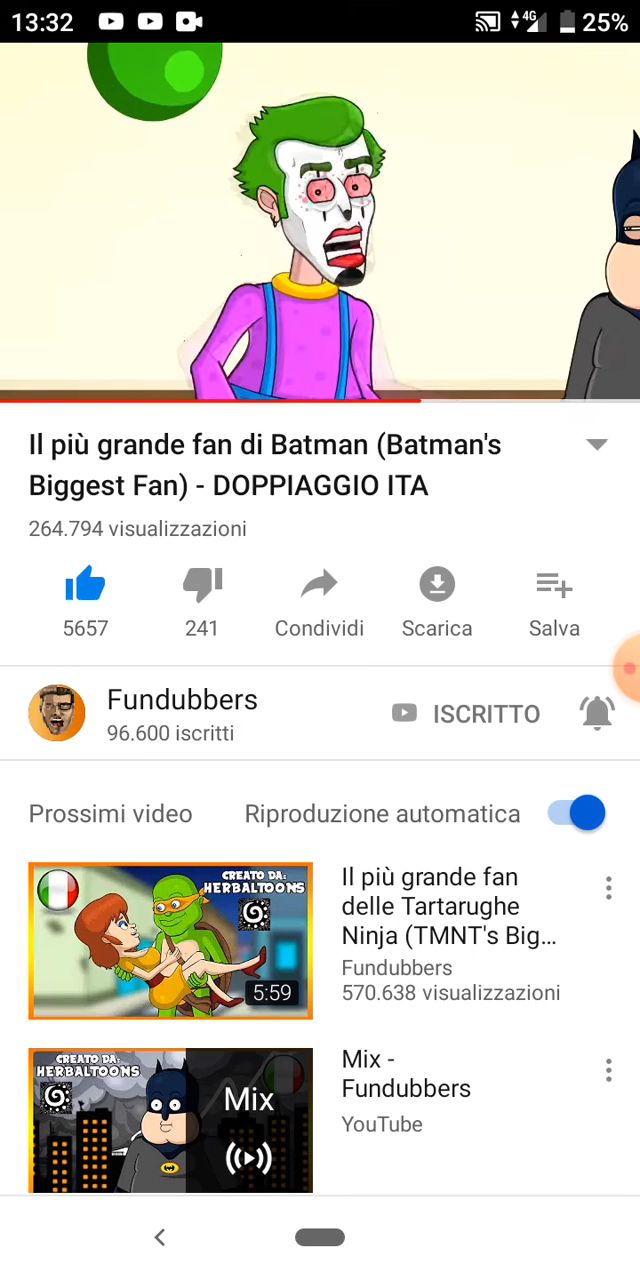 13:32
4G
25%
Il più grande fan di Batman (Batman's
Biggest Fan) - DOPPIAGGIO ITA
264.794 visualizzazioni
5657
241
Condividi
Scarica
Salva
Fundubbers
96.600 iscritti
ISCRITTO
Prossimi video
Riproduzione automatica
CREATO DA:
HERBALTOONS
5:59
Il più grande fan
delle Tartarughe
Ninja (TMNT's Big...
Fundubbers
570.638 visualizzazioni
CREATO DA:
HERBALTOONS
Mix
Mix -
Fundubbers
YouTube